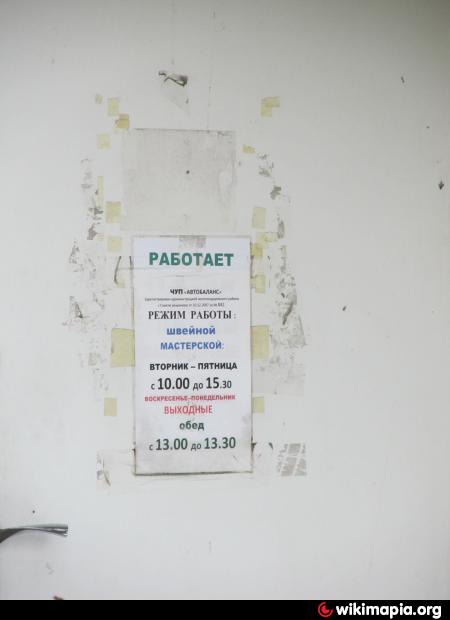 РАБОТАЕТ
ЧУП «АВТОБАЛАНС»
РЕЖИМ РАБОТЫ:
швейной
МАСТЕРСКОЙ:
ВТОРНИК – ПЯТНИЦА
с 10.00 до 15.30
ВОСКРЕСЕНЬЕ-ПОНЕДЕЛЬНИК
ВЫХОДНЫЕ
обед
с 13.00 до 13.30
wikimapia.org